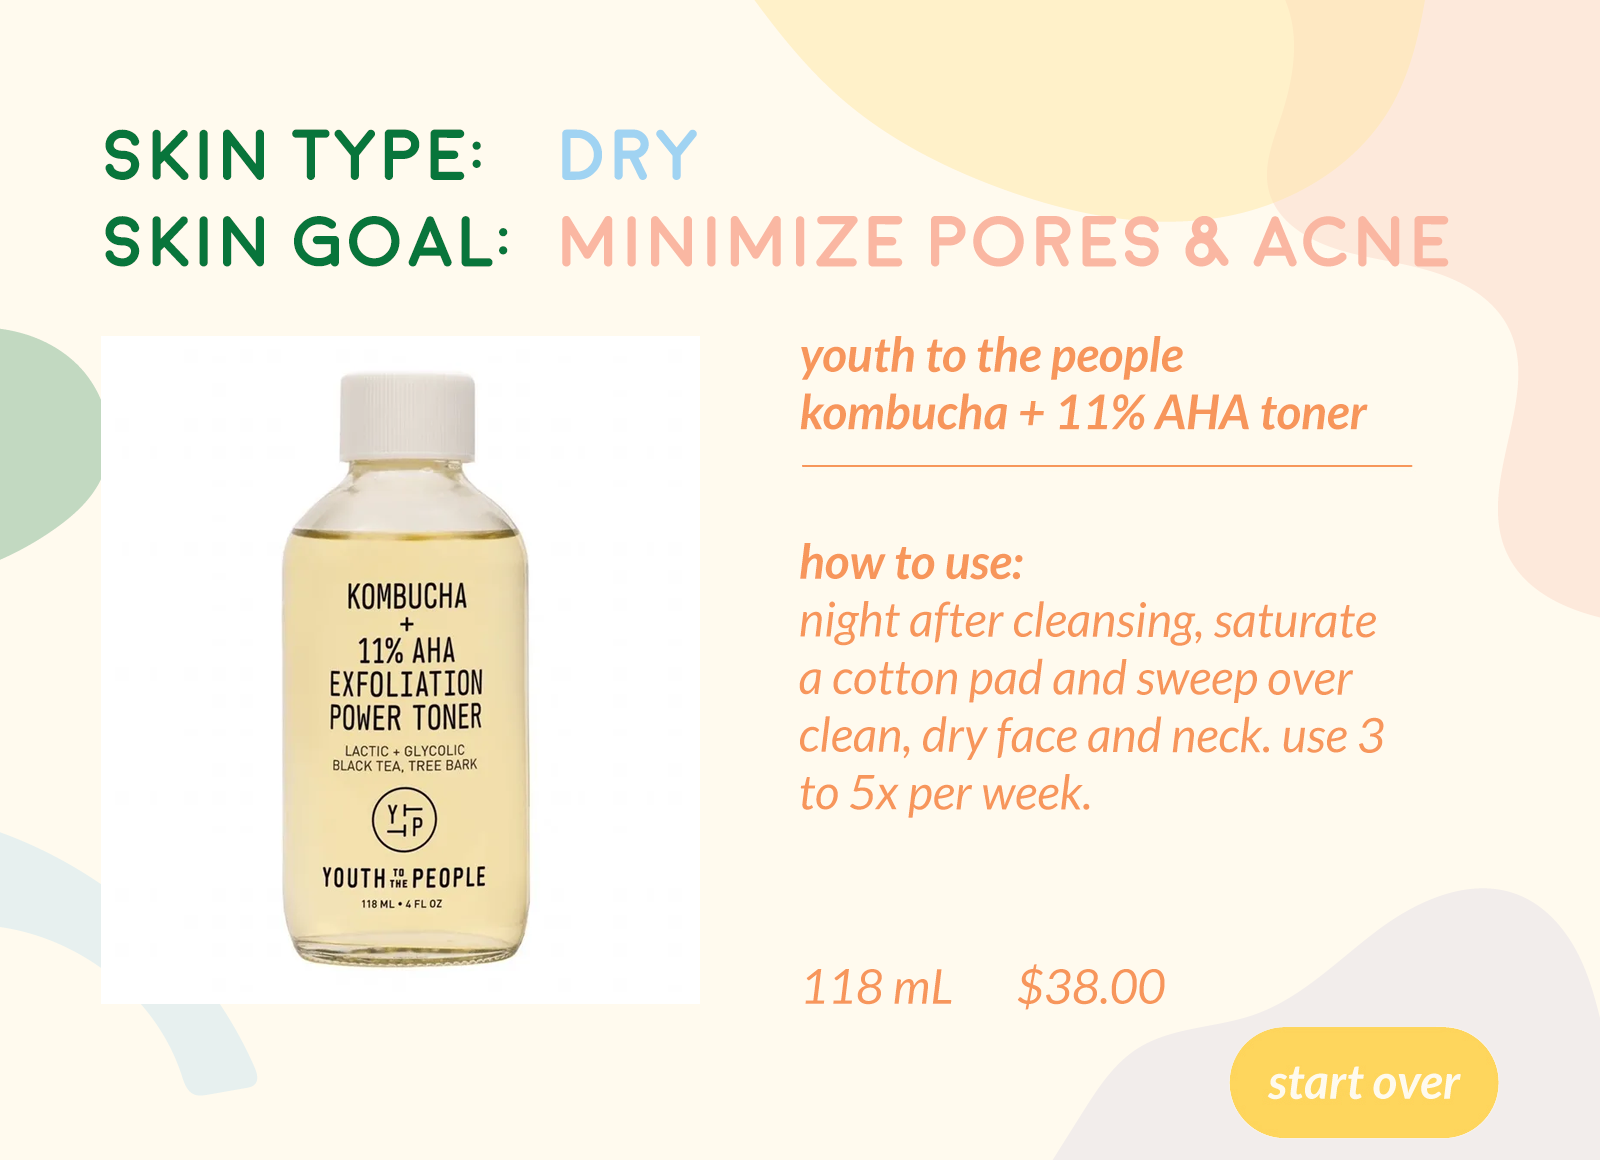 SKIN TYPE: DRY
SKIN GOAL: MINIMIZE PORES & ACNE
youth to the people
kombucha + 11% AHA toner
how to use:
night after cleansing, saturate
a cotton pad and sweep over
clean, dry face and neck. use 3
to 5x per week.
118 mL $38.00
start over
KOMBUCHA
+
11% AHA
EXFOLIATION
POWER TONER
LACTIC + GLYCOLIC
BLACK TEA, TREE BARK
YTTP
YOUTH TO THE PEOPLE
118 ML • 4 FL OZ